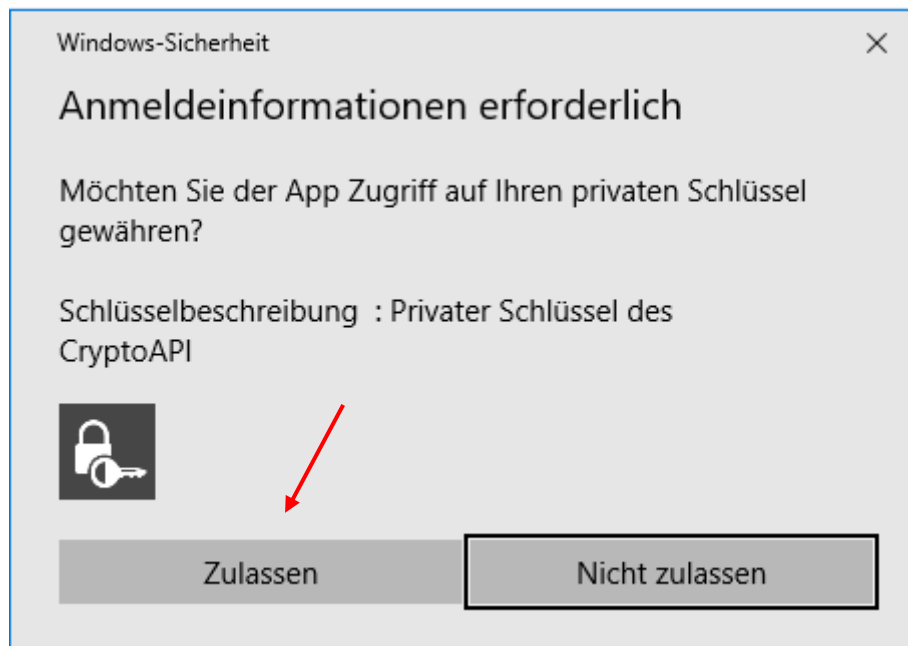 Windows-Sicherheit
Anmeldeinformationen erforderlich
Möchten Sie der App Zugriff auf Ihren privaten Schlüssel
gewähren?
Schlüsselbeschreibung : Privater Schlüssel des
CryptoAPI
Zulassen
Nicht zulassen